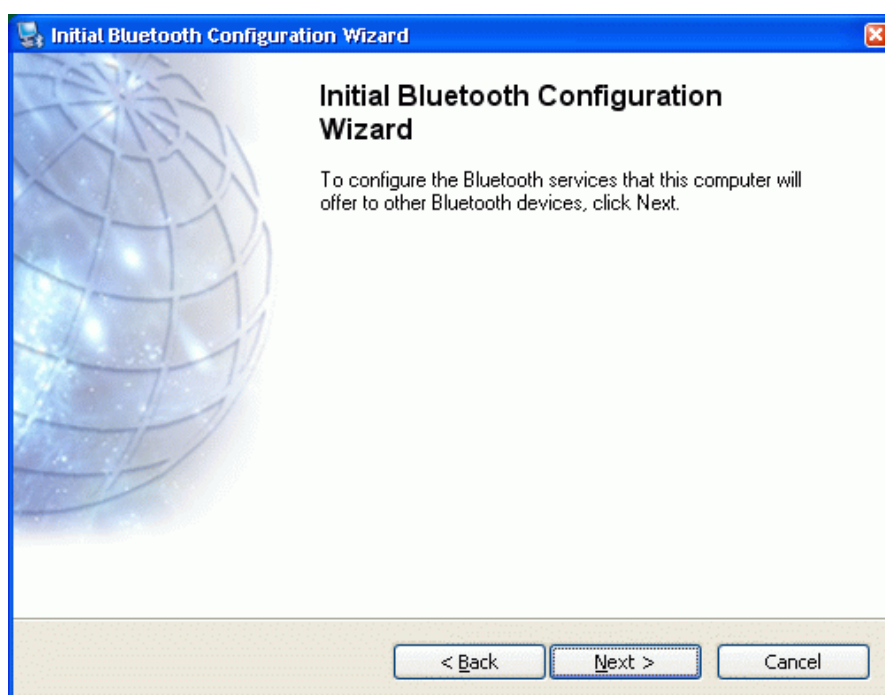 Initial Bluetooth Configuration Wizard
Initial Bluetooth Configuration
Wizard
To configure the Bluetooth services that this computer will
offer to other Bluetooth devices, click Next.
< Back
Next >
Cancel